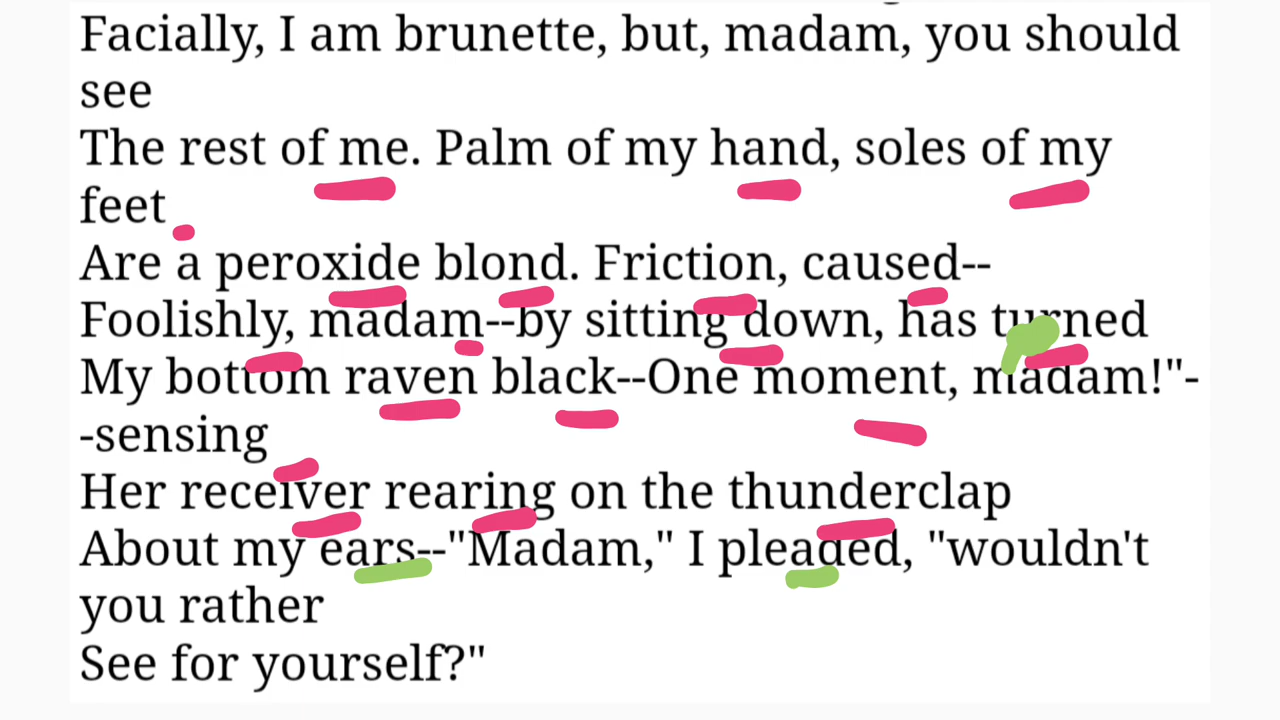 Facially, I am brunette, but, madam, you should
see
The rest of me. Palm of my hand, soles of my
feet
Are a peroxide blond. Friction, caused--
Foolishly, madam--by sitting down, has turned
My bottom raven black--One moment, madam!"-
-sensing
Her receiver rearing on the thunderclap
About my ears--"Madam," I pleaded, "wouldn't
you rather
See for yourself?"